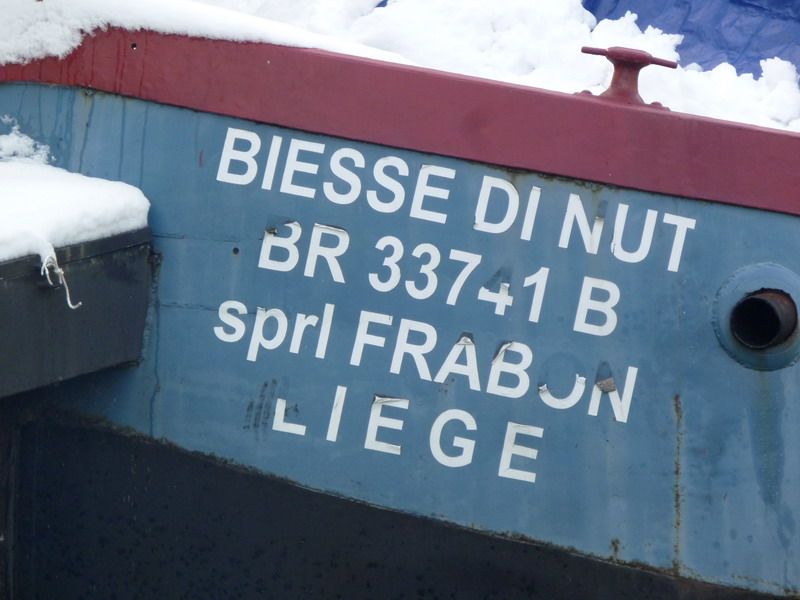 BIESSE DI NUT
BR 33741 B
sprl FRABON
LIEGE